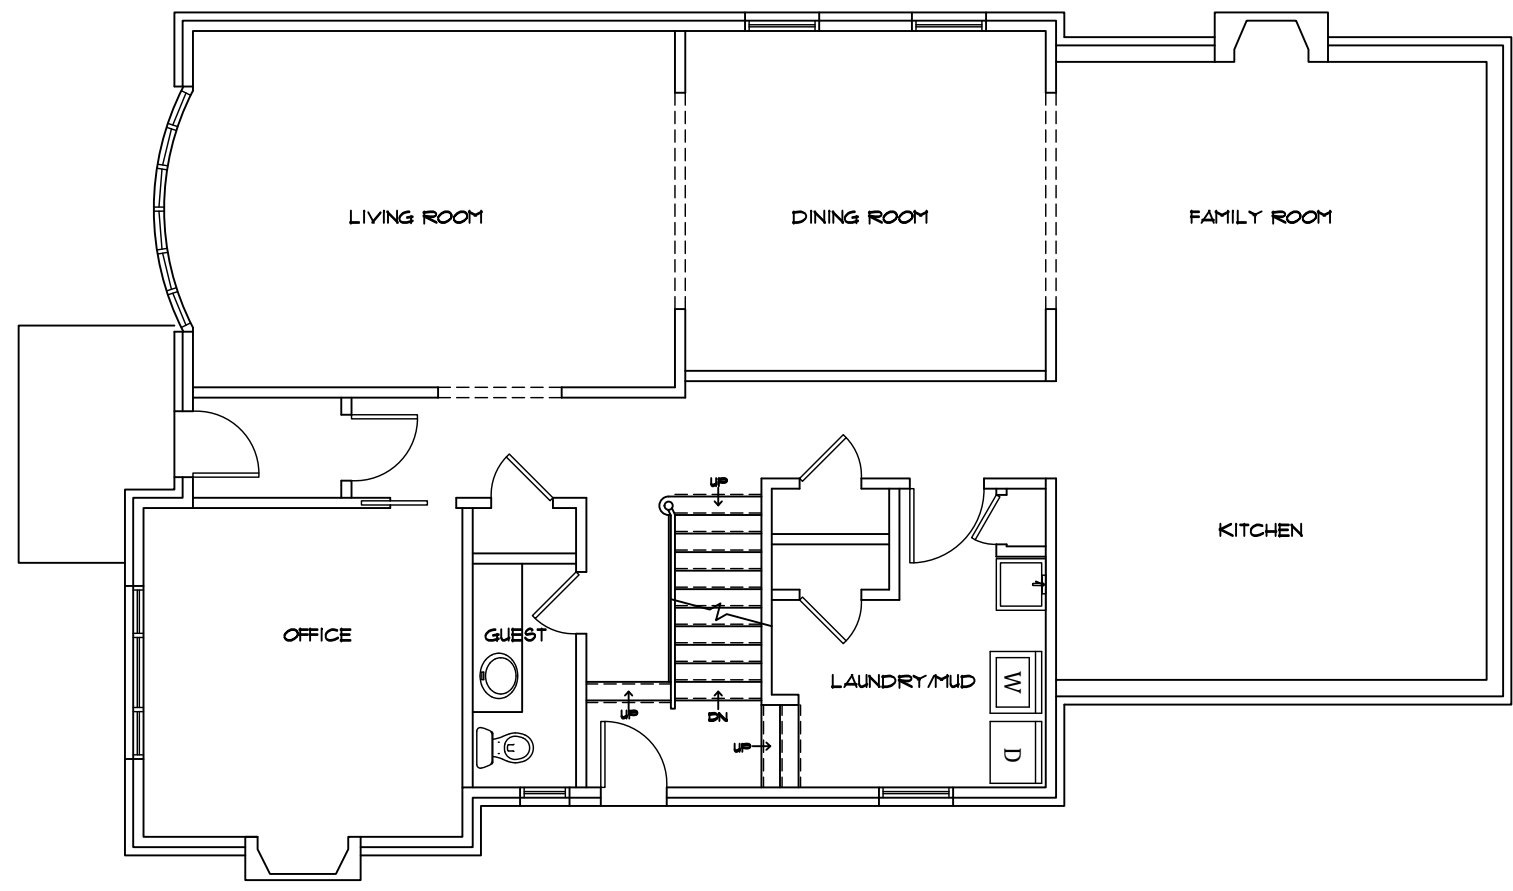 LIVING ROOM
DINING ROOM
FAMILY ROOM
UP
KITCHEN
OFFICE
GUEST
LAUNDRY/MUD
W
UP
DN
UP
D